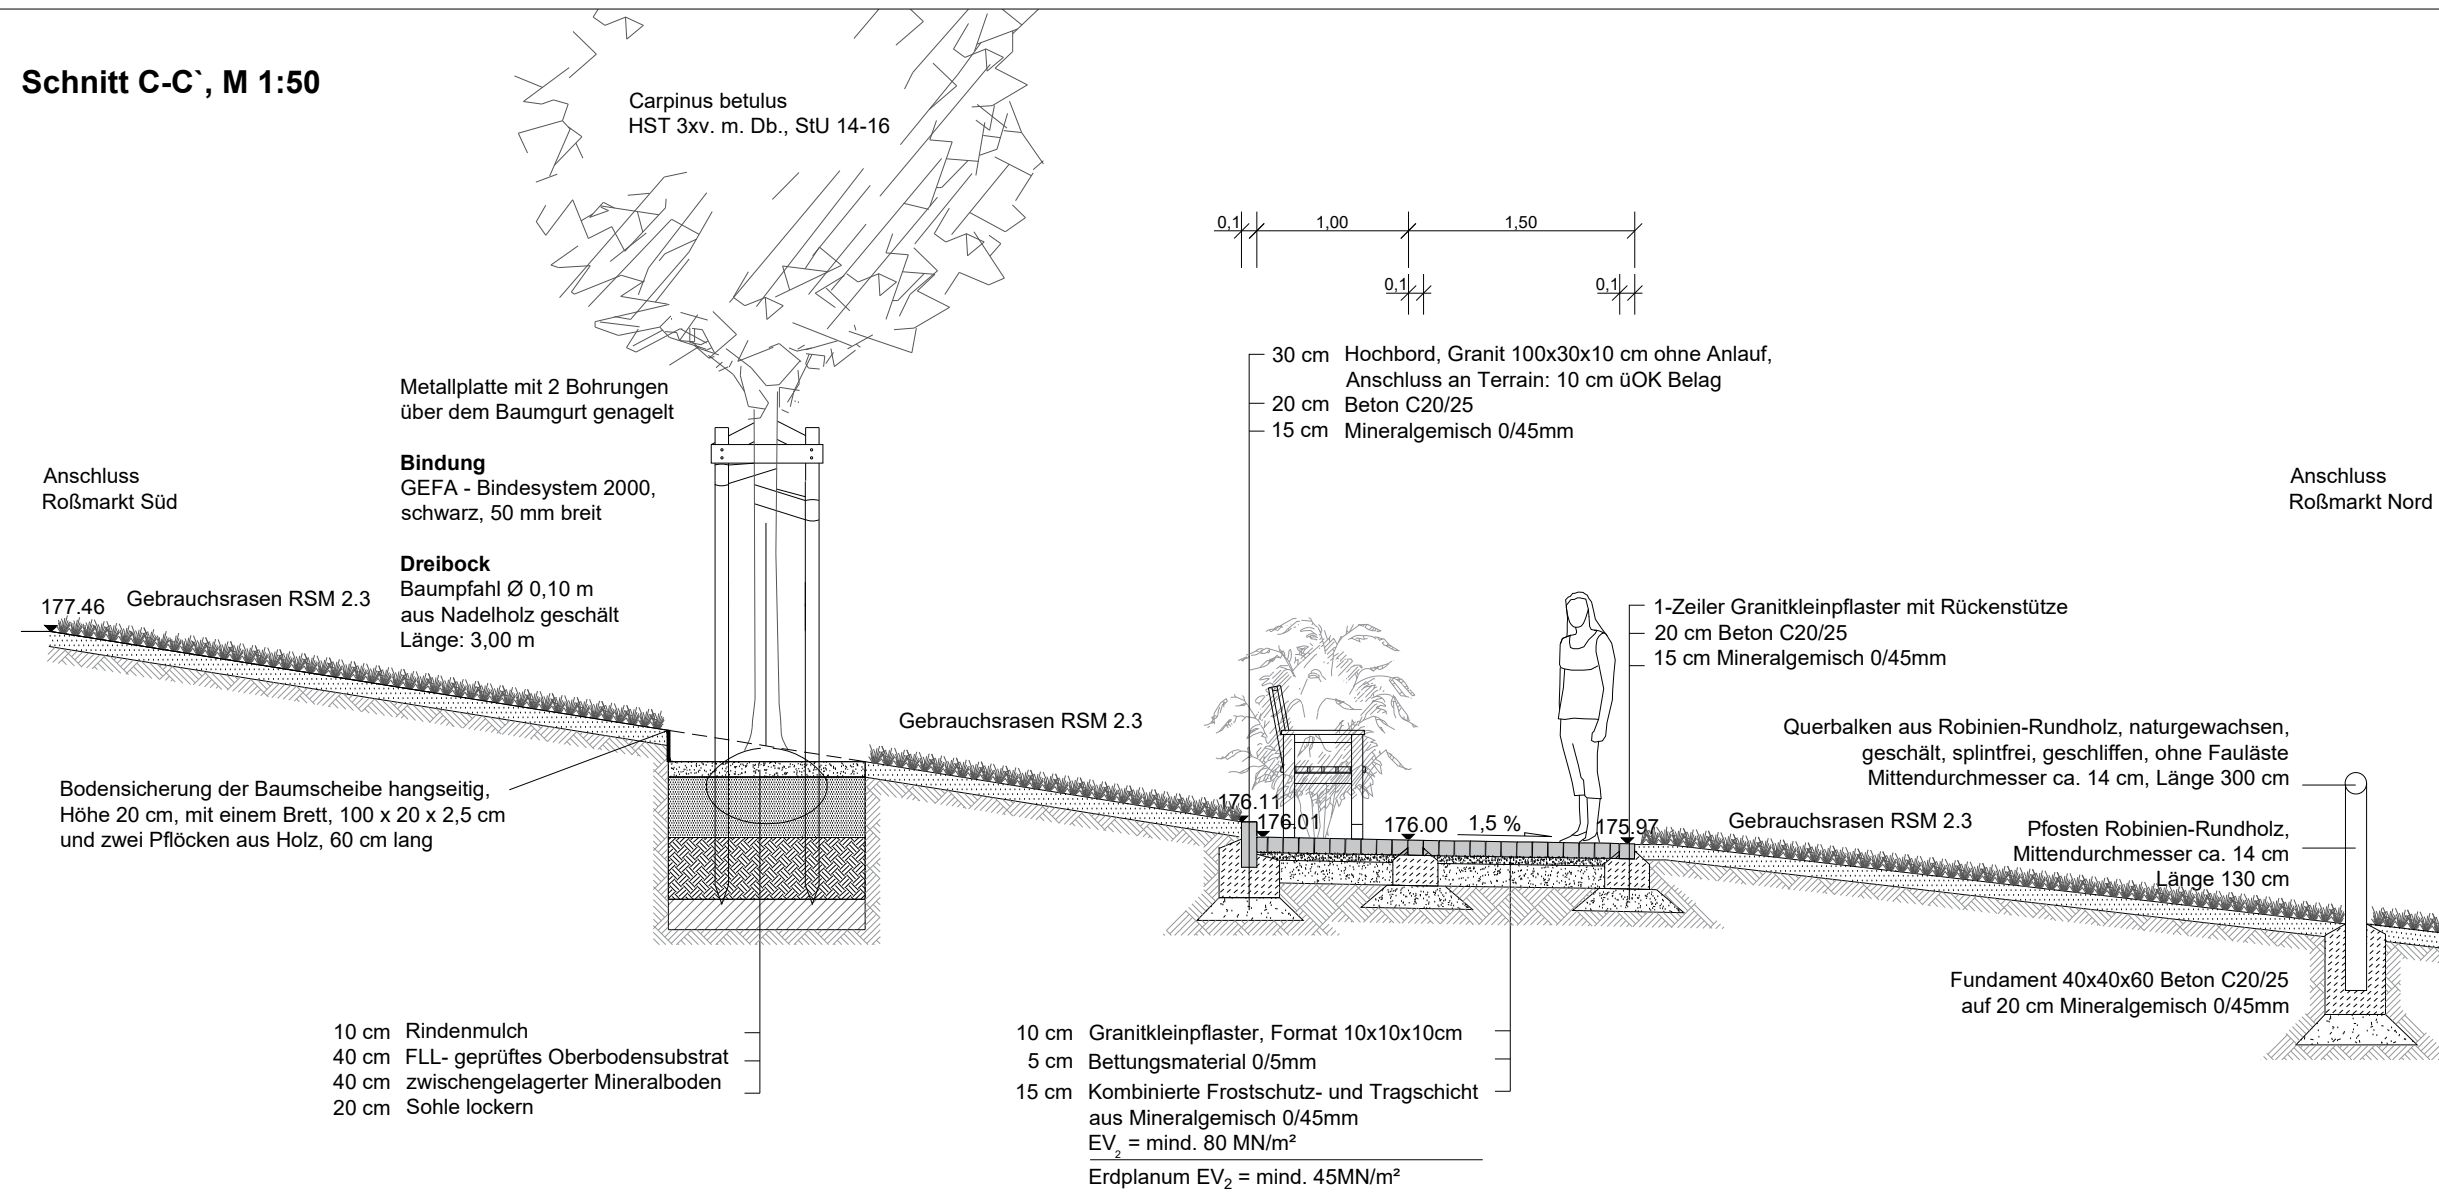 Schnitt C-C`, M 1:50
Carpinus betulus
HST 3xv. m. Db., StU 14-16
0,1
1,00
1,50
0,1
0,1
30 cm Hochbord, Granit 100x30x10 cm ohne Anlauf,
Anschluss an Terrain: 10 cm üOK Belag
20 cm Beton C20/25
15 cm Mineralgemisch 0/45mm
Metallplatte mit 2 Bohrungen
über dem Baumgurt genagelt
Bindung
GEFA - Bindesystem 2000,
schwarz, 50 mm breit
Dreibock
Baumpfahl Ø 0,10 m
aus Nadelholz geschält
Länge: 3,00 m
Anschluss
Roßmarkt Süd
Anschluss
Roßmarkt Nord
177.46
Gebrauchsrasen RSM 2.3
1-Zeiler Granitkleinpflaster mit Rückenstütze
20 cm Beton C20/25
15 cm Mineralgemisch 0/45mm
Gebrauchsrasen RSM 2.3
Querbalken aus Robinien-Rundholz, naturgewachsen,
geschält, splintfrei, geschliffen, ohne Fauläste
Mittendurchmesser ca. 14 cm, Länge 300 cm
Bodensicherung der Baumscheibe hangseitig,
Höhe 20 cm, mit einem Brett, 100 x 20 x 2,5 cm
und zwei Pflöcken aus Holz, 60 cm lang
176.11
176.01
176.00
1,5 %
175.97
Gebrauchsrasen RSM 2.3
Pfosten Robinien-Rundholz,
Mittendurchmesser ca. 14 cm
Länge 130 cm
Fundament 40x40x60 Beton C20/25
auf 20 cm Mineralgemisch 0/45mm
10 cm Rindenmulch
40 cm FLL- geprüftes Oberbodensubstrat
40 cm zwischengelagerter Mineralboden
20 cm Sohle lockern
10 cm Granitkleinpflaster, Format 10x10x10cm
5 cm Bettungsmaterial 0/5mm
15 cm Kombinierte Frostschutz- und Tragschicht
aus Mineralgemisch 0/45mm
EV₂ = mind. 80 MN/m²
Erdplanum EV₂ = mind. 45MN/m²